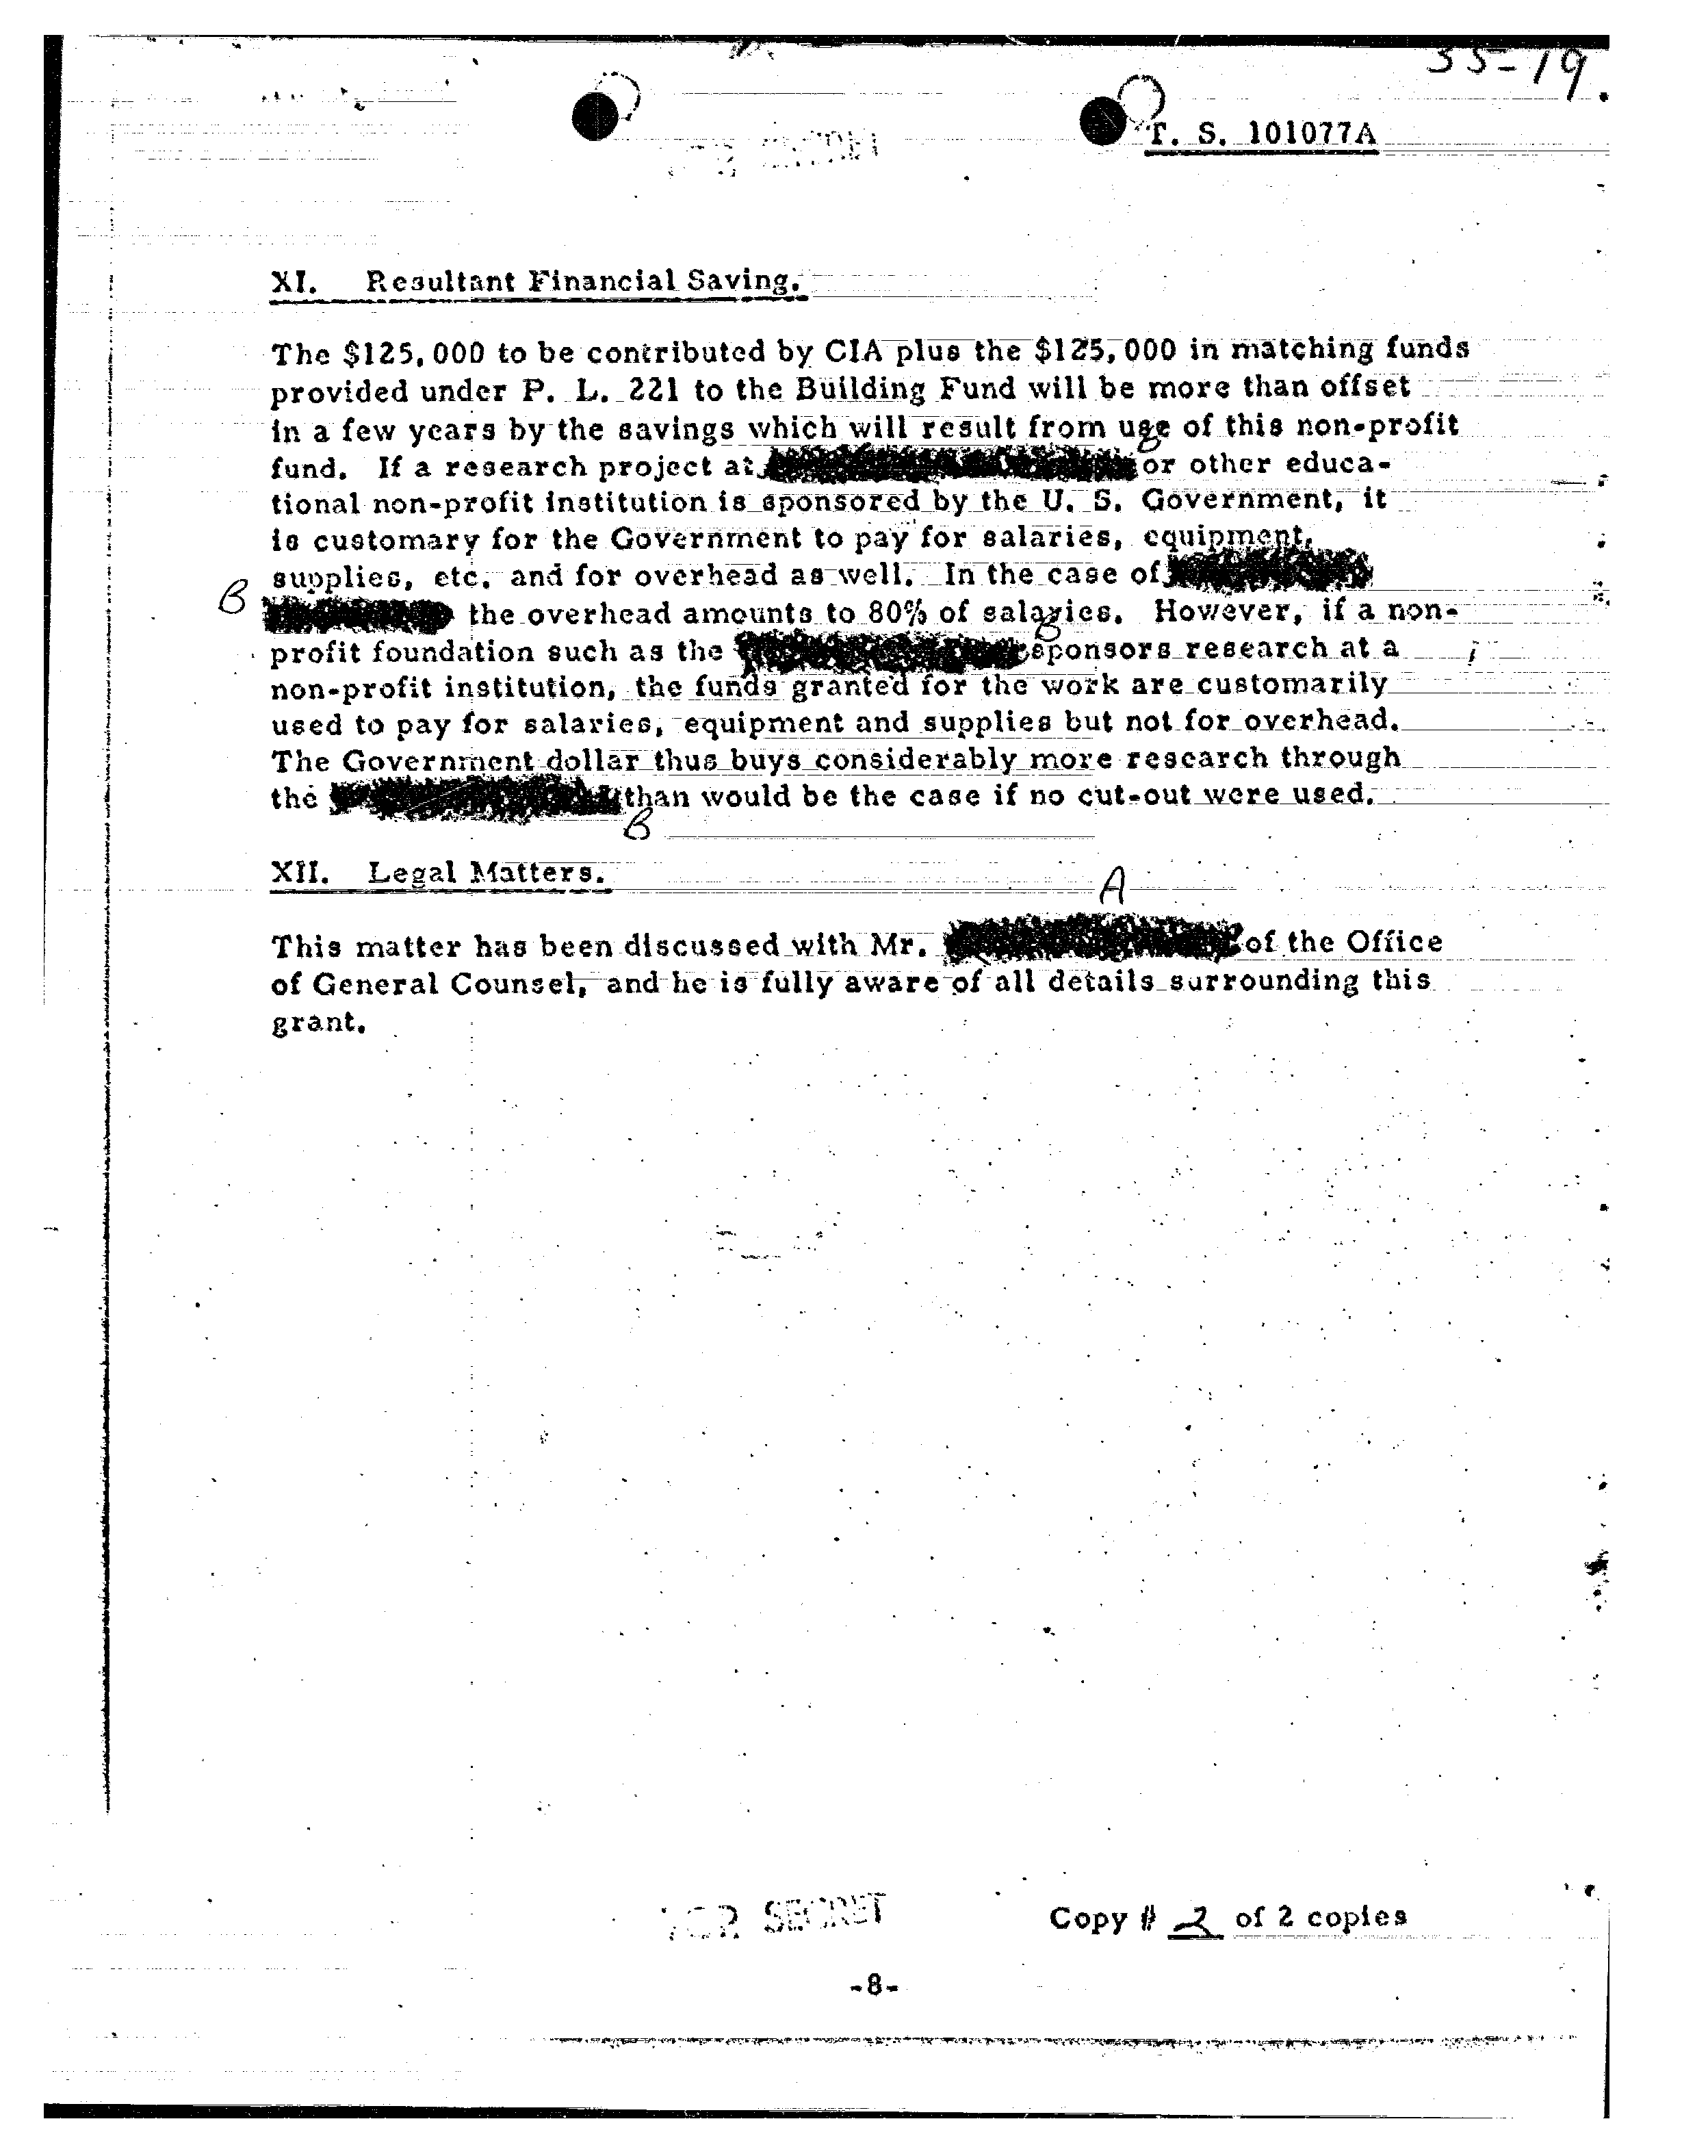 35-19.
T. S. 101077A
XI. Resultant Financial Saving.
The $125,000 to be contributed by CIA plus the $125,000 in matching funds
provided under P. L. 221 to the Building Fund will be more than offset
in a few years by the savings which will result from use of this non-profit
B
fund. If a research project at or other educa-
tional non-profit institution is sponsored by the U. S. Government, it
is customary for the Government to pay for salaries, equipment,
supplies, etc. and for overhead as well. In the case of
B
the overhead amounts to 80% of salaries. However, if a non-
B
profit foundation such as the sponsors research at a
non-profit institution, the funds granted for the work are customarily
used to pay for salaries, equipment and supplies but not for overhead.
The Government dollar thus buys considerably more research through
the than would be the case if no cut-out were used.
B
XII. Legal Matters.
A
This matter has been discussed with Mr. of the Office
of General Counsel, and he is fully aware of all details surrounding this
grant.
TOP SECRET
Copy # 2 of 2 copies
-8-